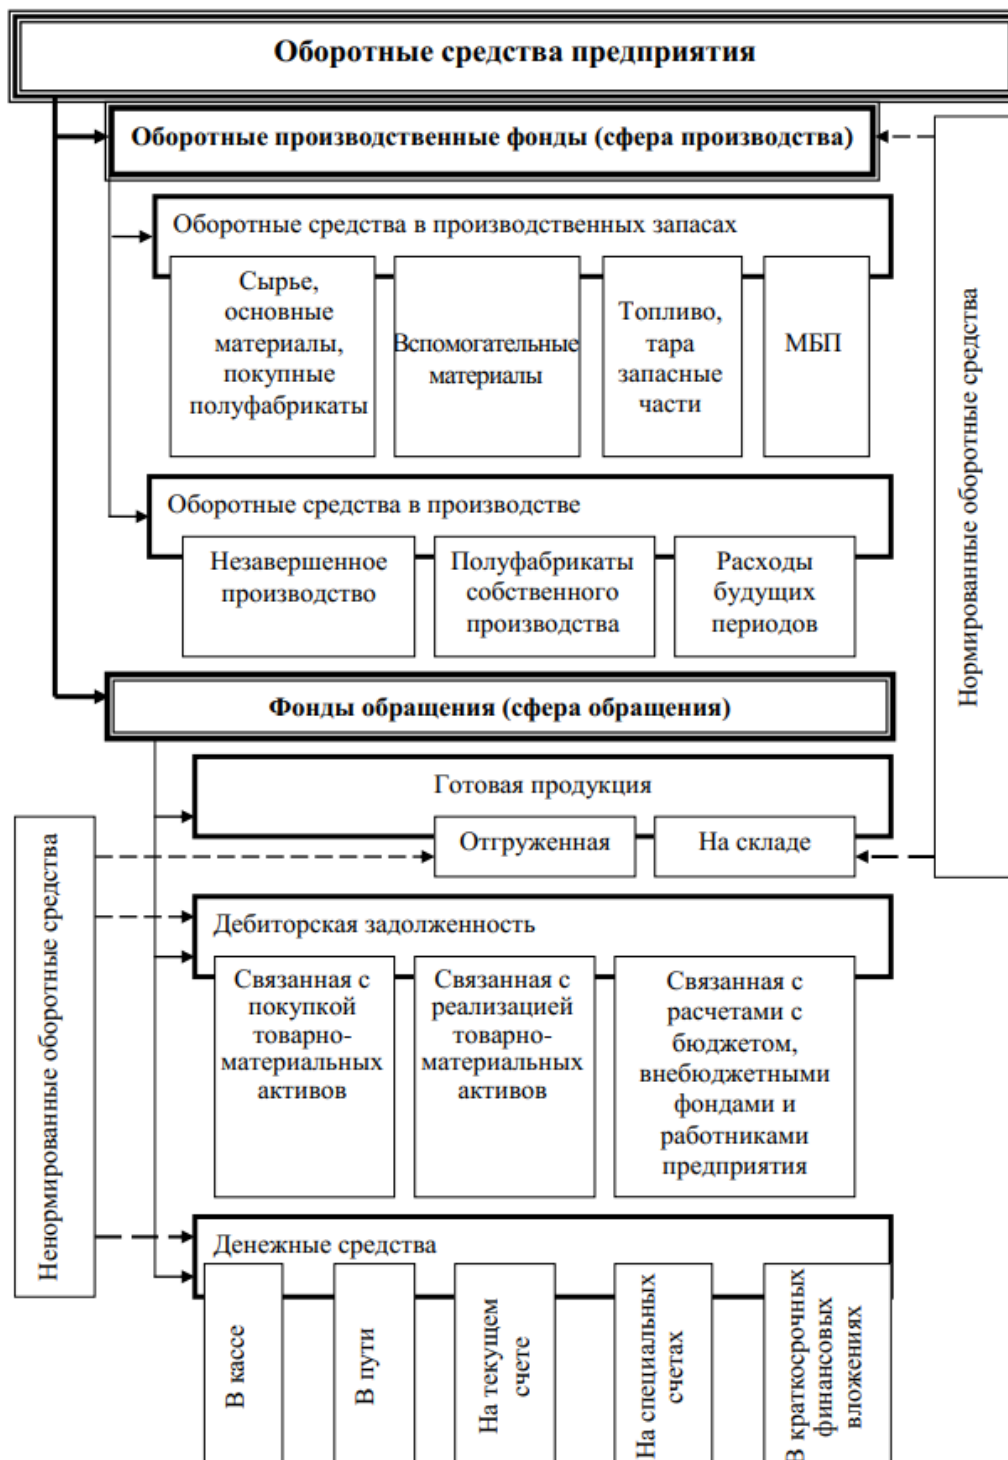 Оборотные средства предприятия
Оборотные производственные фонды (сфера производства)
Оборотные средства в производственных запасах
Сырье,
основные
материалы,
покупные
полуфабрикаты
Вспомогательные
материалы
Топливо,
тара
запасные
части
МБП
Оборотные средства в производстве
Незавершенное
производство
Полуфабрикаты
собственного
производства
Расходы
будущих
периодов
Нормированные оборотные средства
Фонды обращения (сфера обращения)
Готовая продукция
Отгруженная
На складе
Ненормированные оборотные средства
Дебиторская задолженность
Связанная с
покупкой
товарно-
материальных
активов
Связанная с
реализацией
товарно-
материальных
активов
Связанная с
расчетами с
бюджетом,
внебюджетными
фондами и
работниками
предприятия
Денежные средства
В кассе
В пути
На текущем
счете
На специальных
счетах
В краткосрочных
финансовых
вложениях